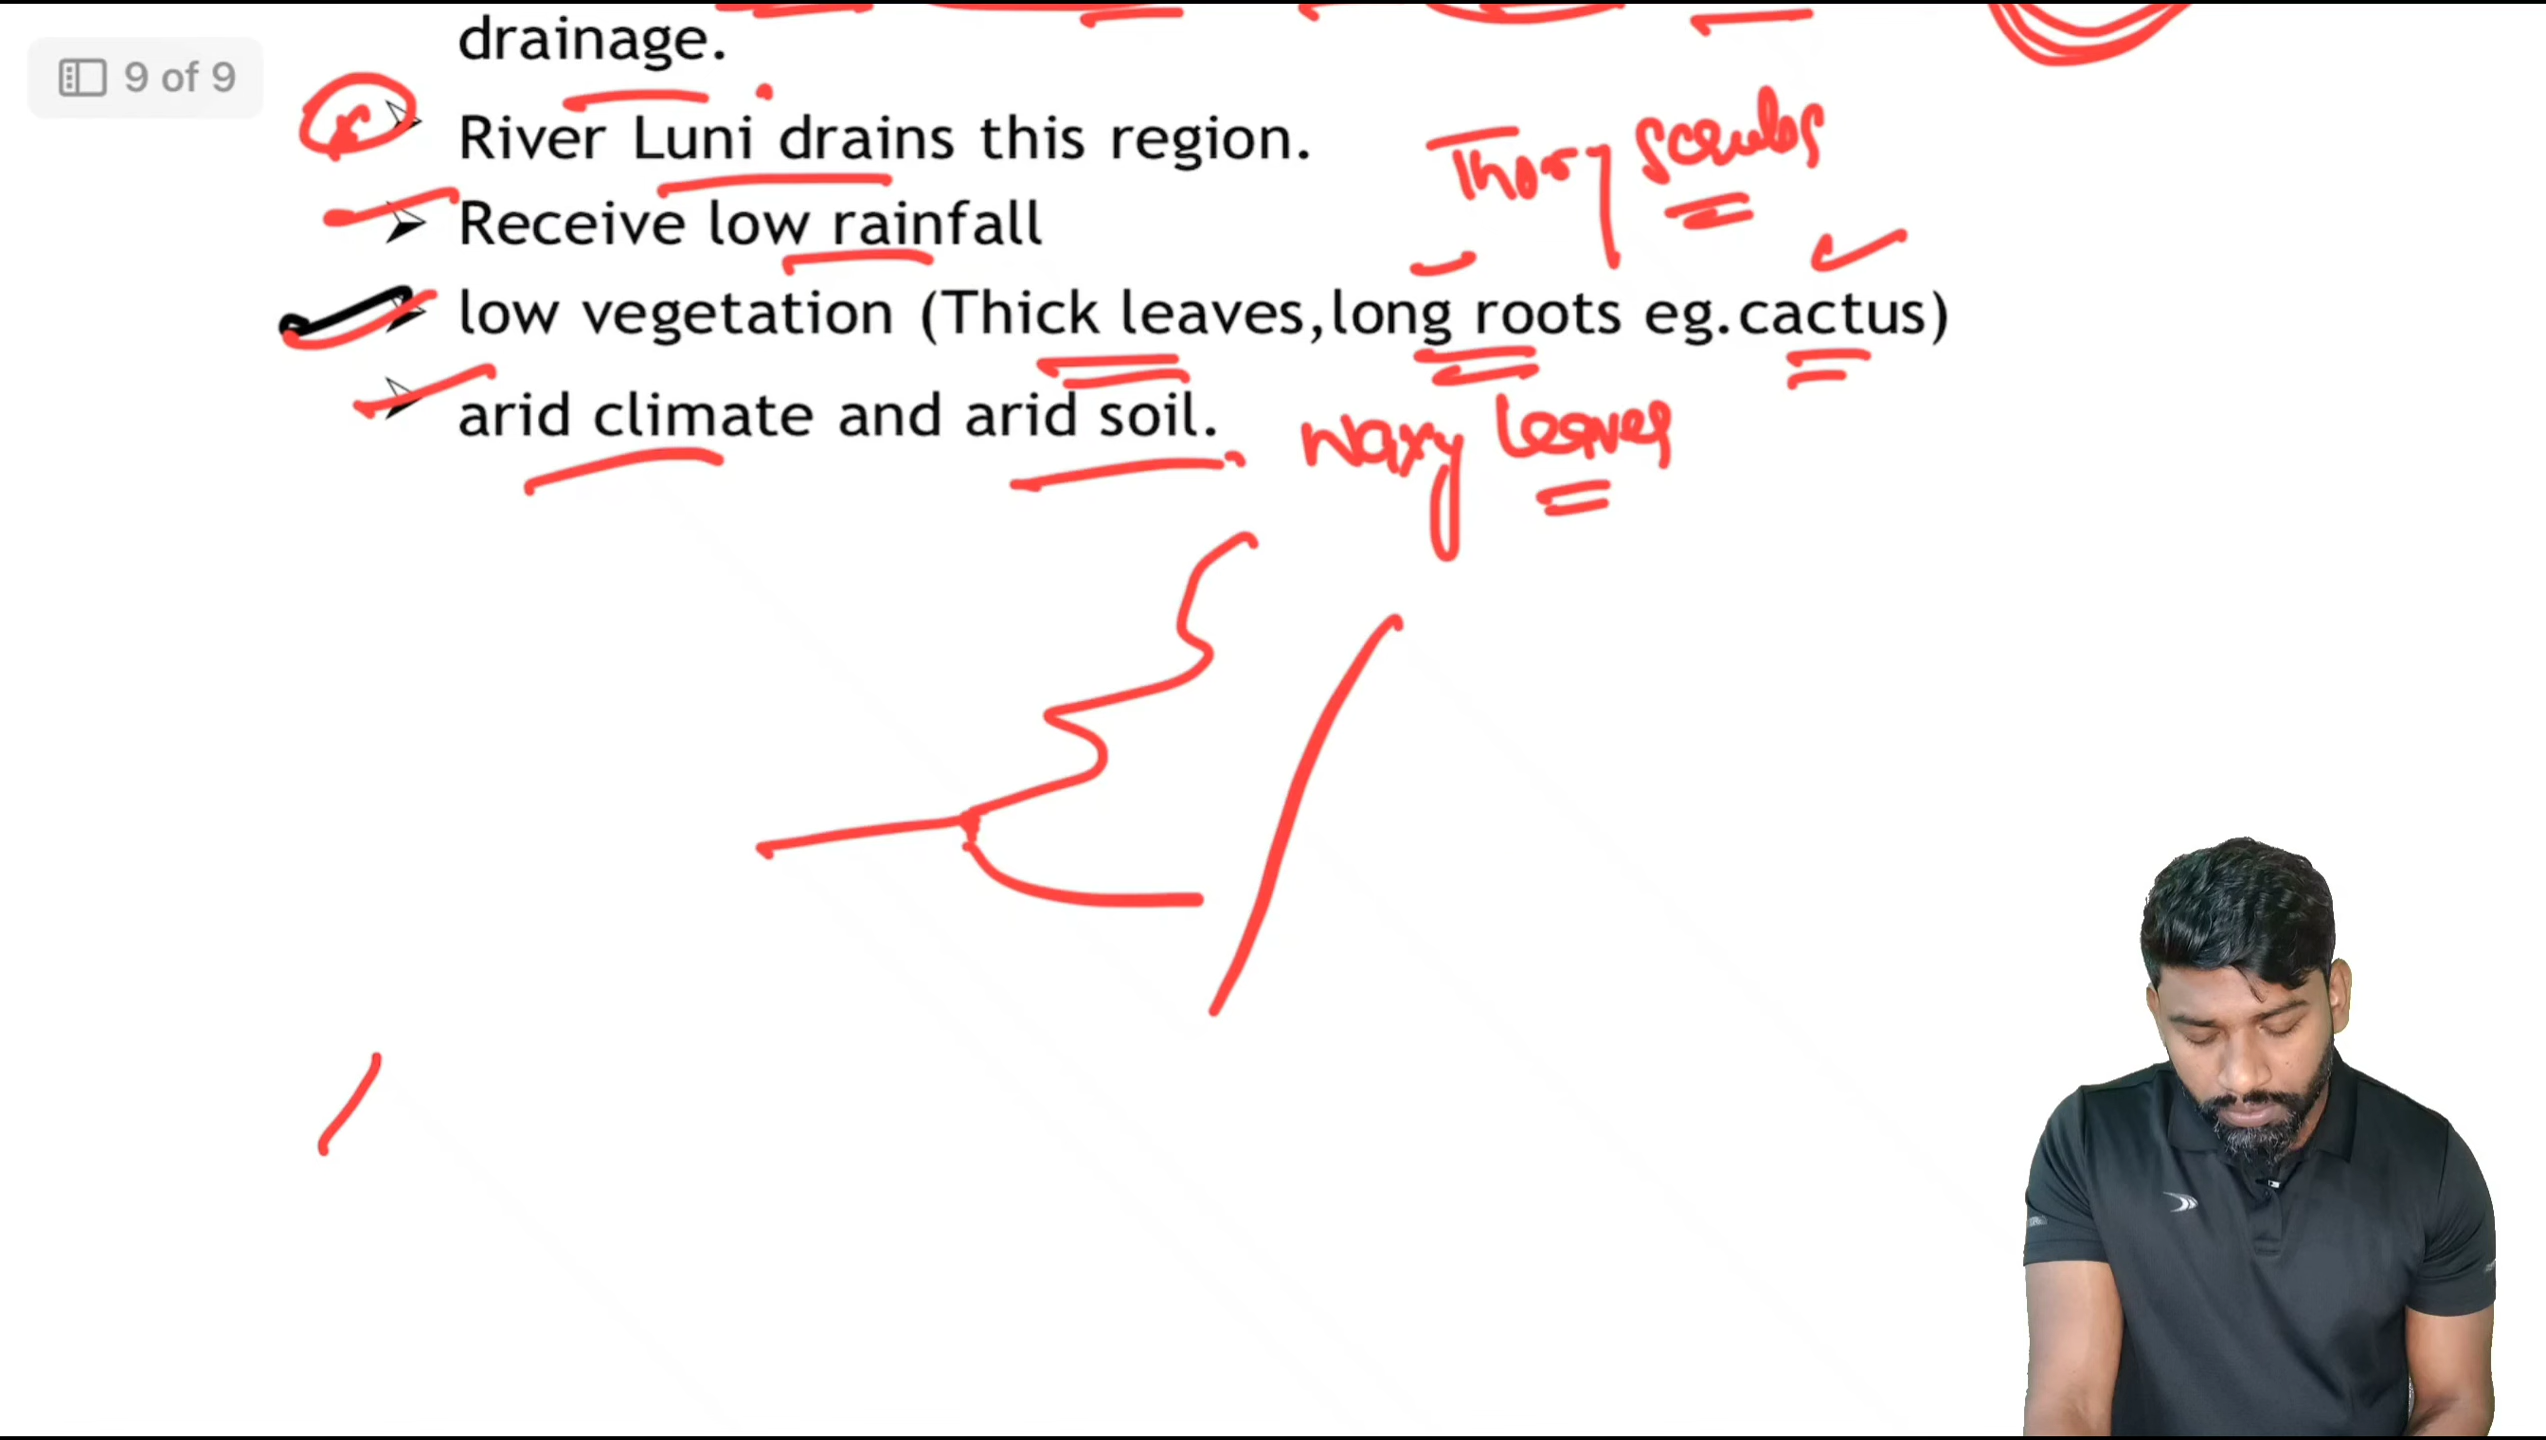 9 of 9
drainage.
River Luni drains this region.
Thorny scrubs
Receive low rainfall
low vegetation (Thick leaves,long roots eg.cactus)
arid climate and arid soil.
waxy leaves